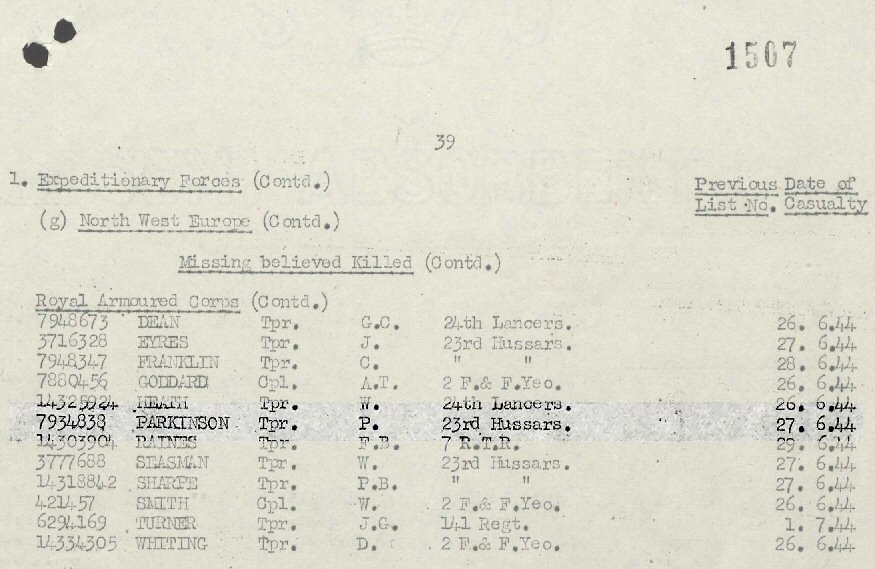 1507
39
1. Expeditionary Forces (Contd.)
Previous Date of
List No. Casualty
(g) North West Europe (Contd.)
Missing believed Killed (Contd.)
Royal Armoured Corps (Contd.)
7948673 DEAN Tpr. G.C. 24th Lancers. 26. 6.44
3716328 EYRES Tpr. J. 23rd Hussars. 27. 6.44
7948347 FRANKLIN Tpr. C. " " 28. 6.44
7880456 GODDARD Cpl. A.T. 2 F.& F.Yeo. 26. 6.44
14325924 HEATH Tpr. W. 24th Lancers. 26. 6.44
7934838 PARKINSON Tpr. P. 23rd Hussars. 27. 6.44
14303904 RAINES Tpr. F.B. 7 R.T.R. 29. 6.44
3777688 SEASMAN Tpr. W. 23rd Hussars. 27. 6.44
14318842 SHARPE Tpr. P.B. " " 27. 6.44
421457 SMITH Cpl. W. 2 F.& F.Yeo. 26. 6.44
6294169 TURNER Tpr. J.G. 141 Regt. 1. 7.44
14334305 WHITING Tpr. D. 2 F.& F.Yeo. 26. 6.44